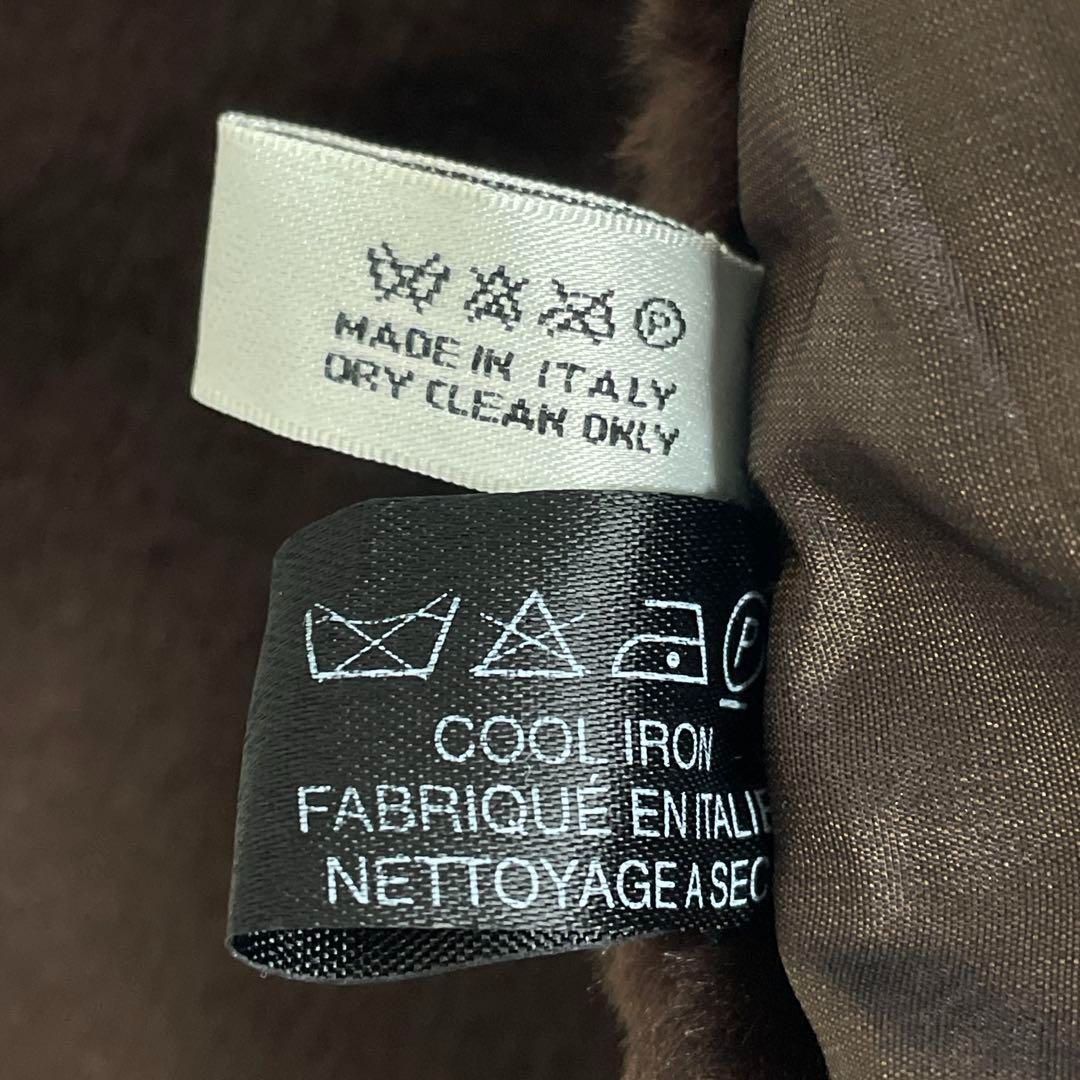 P
MADE IN ITALY
DRY CLEAN ONLY
P
COOL IRON
FABRIQUÉ EN ITALIE
NETTOYAGE A SEC